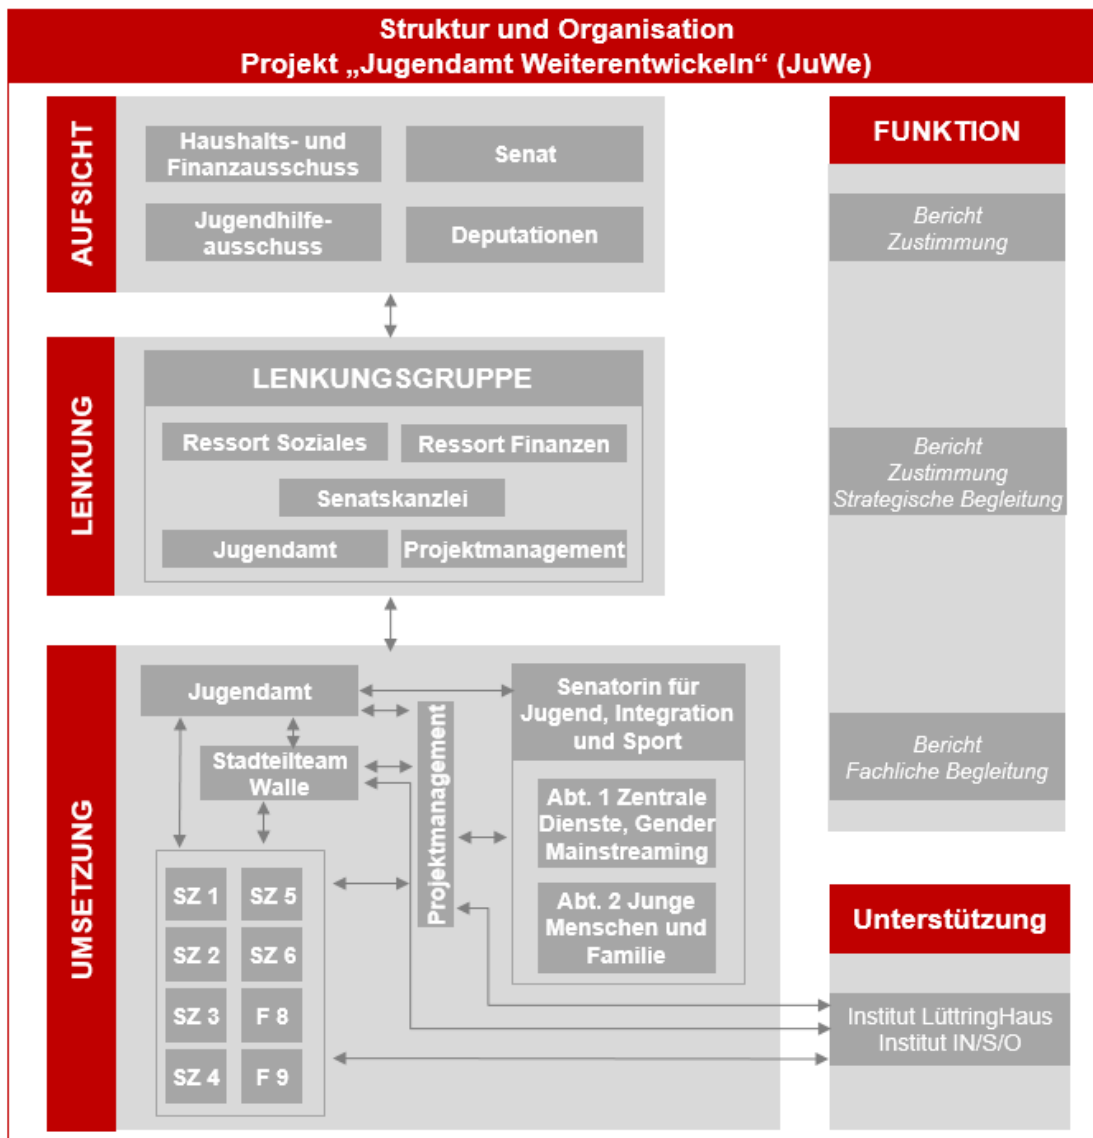 Struktur und Organisation
Projekt „Jugendamt Weiterentwickeln“ (JuWe)
AUFSICHT
Haushalts- und
Finanzausschuss
Senat
Jugendhilfe-
ausschuss
Deputationen
FUNKTION
Bericht
Zustimmung
LENKUNG
LENKUNGSGRUPPE
Ressort Soziales
Ressort Finanzen
Senatskanzlei
Jugendamt
Projektmanagement
Bericht
Zustimmung
Strategische Begleitung
UMSETZUNG
Jugendamt
Stadteilteam
Walle
Projektmanagement
Senatorin für
Jugend, Integration
und Sport
Abt. 1 Zentrale
Dienste, Gender
Mainstreaming
Abt. 2 Junge
Menschen und
Familie
SZ 1
SZ 5
SZ 2
SZ 6
SZ 3
F 8
SZ 4
F 9
Bericht
Fachliche Begleitung
Unterstützung
Institut LüttringHaus
Institut IN/S/O